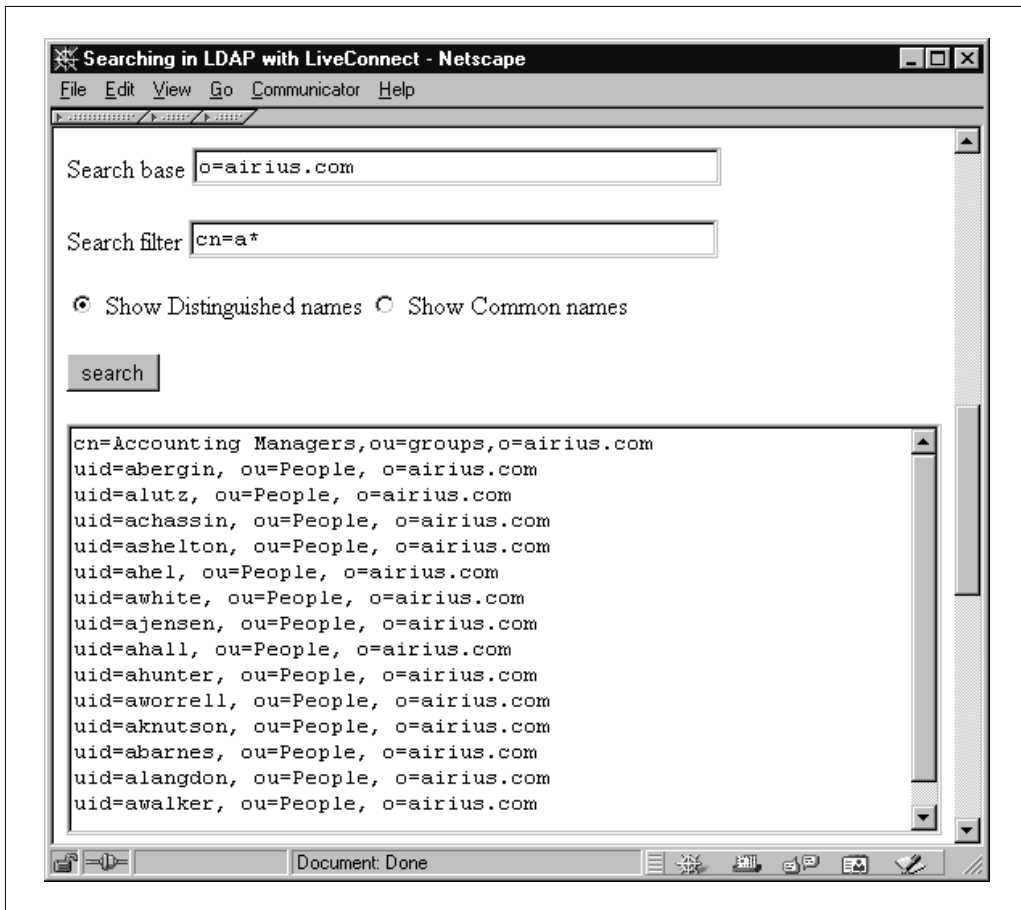 Searching in LDAP with LiveConnect - Netscape
File Edit View Go Communicator Help
Search base o=airius.com
Search filter cn=a*
Show Distinguished names Show Common names
search
cn=Accounting Managers,ou=groups,o=airius.com
uid=abergin, ou=People, o=airius.com
uid=alutz, ou=People, o=airius.com
uid=achassin, ou=People, o=airius.com
uid=ashelton, ou=People, o=airius.com
uid=ahel, ou=People, o=airius.com
uid=awhite, ou=People, o=airius.com
uid=ajensen, ou=People, o=airius.com
uid=ahall, ou=People, o=airius.com
uid=ahunter, ou=People, o=airius.com
uid=aworrell, ou=People, o=airius.com
uid=aknutson, ou=People, o=airius.com
uid=abarnes, ou=People, o=airius.com
uid=alangdon, ou=People, o=airius.com
uid=awalker, ou=People, o=airius.com
Document: Done